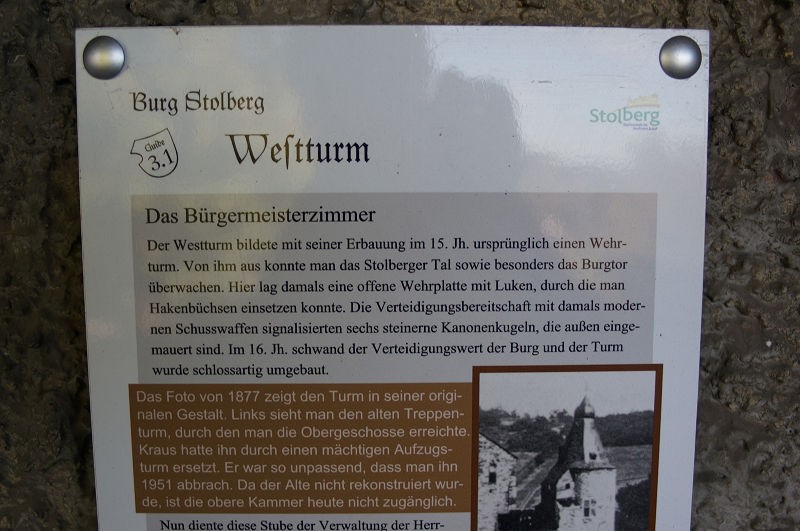 Burg Stolberg
Stolberg
Guide
3.1
Weſtturm
Das Bürgermeisterzimmer
Der Westturm bildete mit seiner Erbauung im 15. Jh. ursprünglich einen Wehr-
turm. Von ihm aus konnte man das Stolberger Tal sowie besonders das Burgtor
überwachen. Hier lag damals eine offene Wehrplatte mit Luken, durch die man
Hakenbüchsen einsetzen konnte. Die Verteidigungsbereitschaft mit damals moder-
nen Schusswaffen signalisierten sechs steinerne Kanonenkugeln, die außen einge-
mauert sind. Im 16. Jh. schwand der Verteidigungswert der Burg und der Turm
wurde schlossartig umgebaut.
Das Foto von 1877 zeigt den Turm in seiner origi-
nalen Gestalt. Links sieht man den alten Treppen-
turm, durch den man die Obergeschosse erreichte.
Kraus hatte ihn durch einen mächtigen Aufzugs-
turm ersetzt. Er war so unpassend, dass man ihn
1951 abbrach. Da der Alte nicht rekonstruiert wur-
de, ist die obere Kammer heute nicht zugänglich.
Nun diente diese Stube der Verwaltung der Herr-